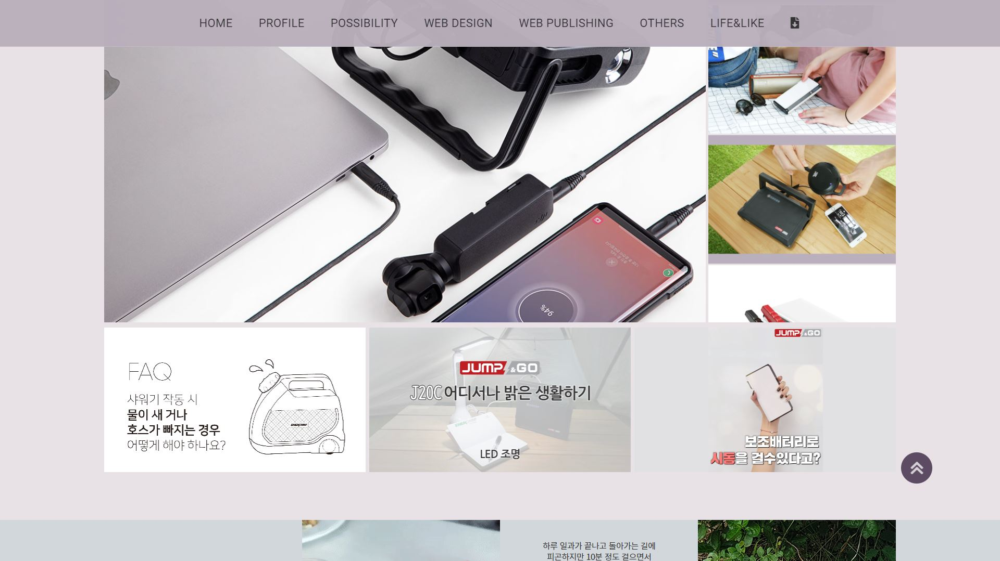 HOME PROFILE POSSIBILITY WEB DESIGN WEB PUBLISHING OTHERS LIFE&LIKE
JUMP
94%
FAQ
샤워기 작동 시
물이 새 거나
호스가 빠지는 경우
어떻게 해야 하나요?
ENERCAMP
JUMP&GO
J20C 어디서나 밝은 생활하기
LED 조명
JUMP&GO
보조배터리로
시동을 걸수있다고?
하루 일과가 끝나고 돌아가는 길에
피곤하지만 10분 정도 걸으면서